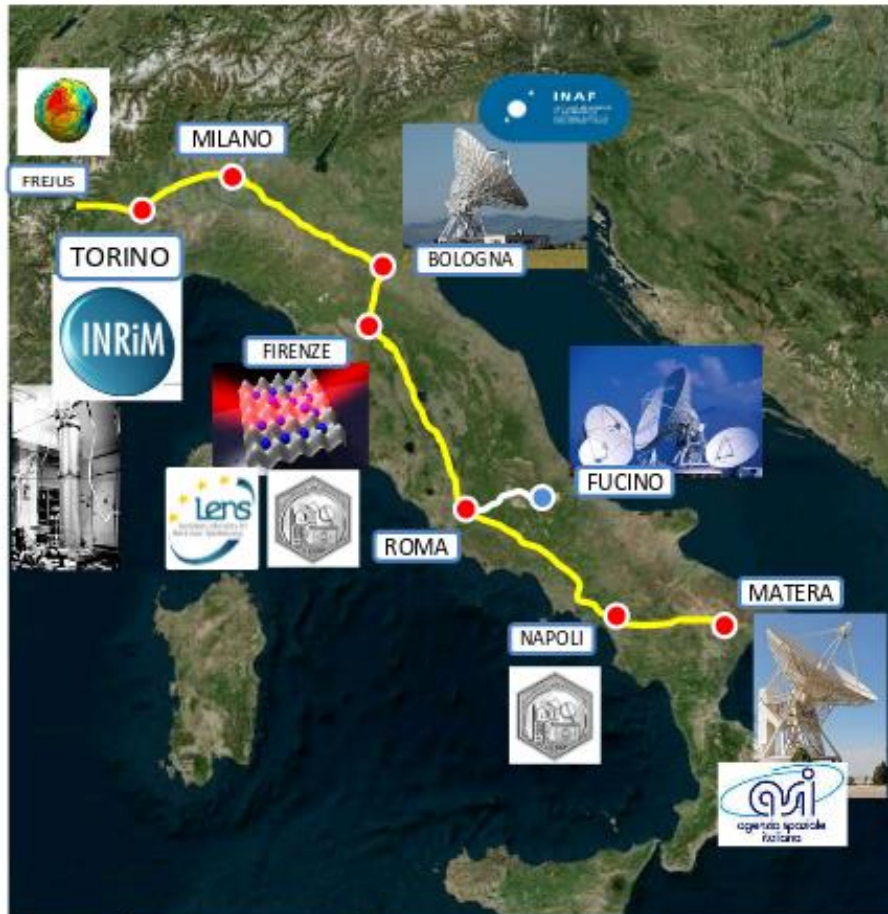 INAF
MILANO
FREJUS
TORINO
BOLOGNA
INRiM
FIRENZE
FUCINO
Lens
ROMA
MATERA
NAPOLI
asi
agenzia spaziale
italiana